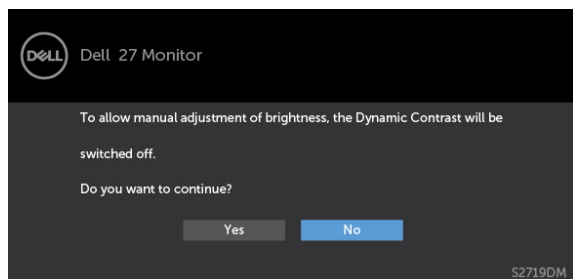 DELL Dell 27 Monitor
To allow manual adjustment of brightness, the Dynamic Contrast will be
switched off.
Do you want to continue?
Yes No
S2719DM